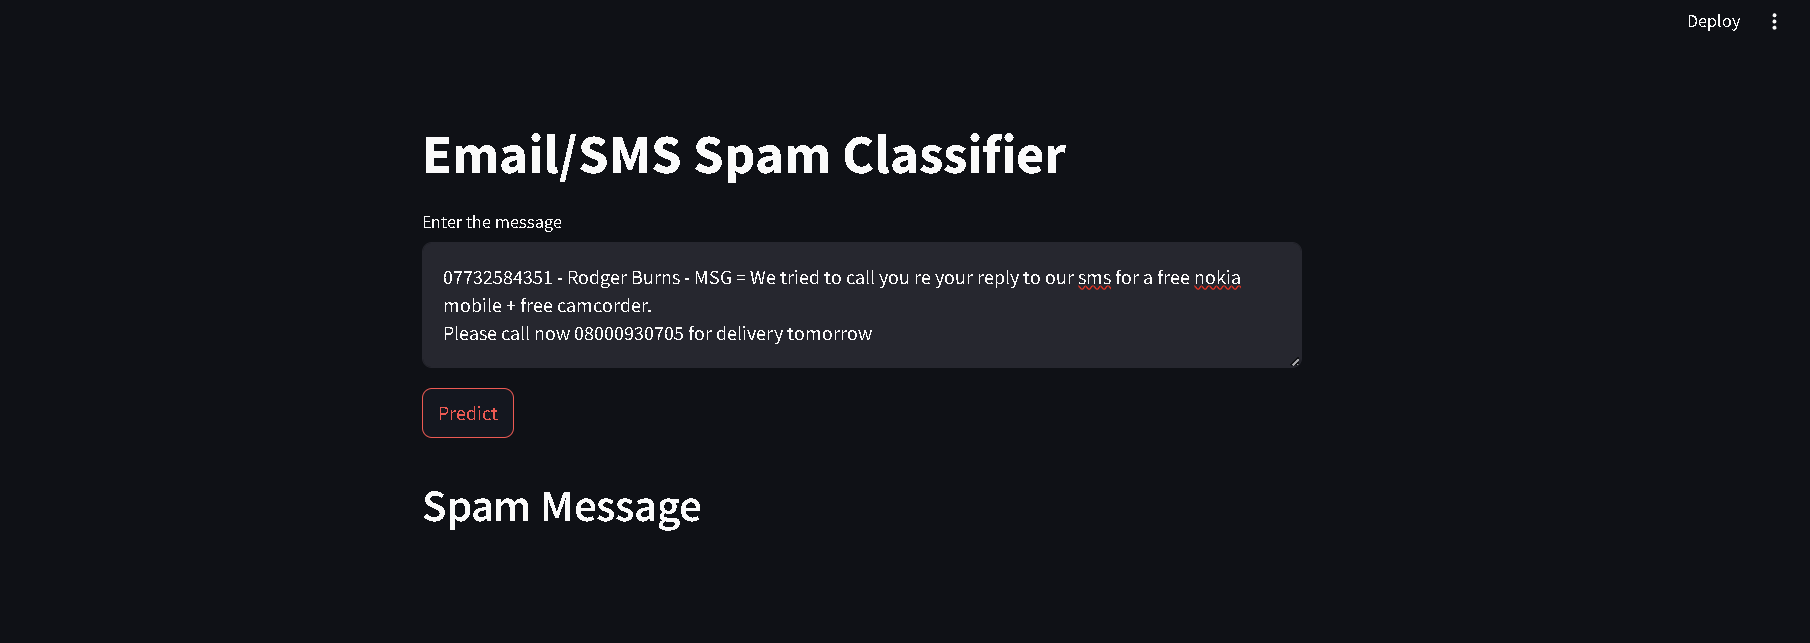 Deploy
Email/SMS Spam Classifier
Enter the message
07732584351 - Rodger Burns - MSG = We tried to call you re your reply to our sms for a free nokia
mobile + free camcorder.
Please call now 08000930705 for delivery tomorrow
Predict
Spam Message